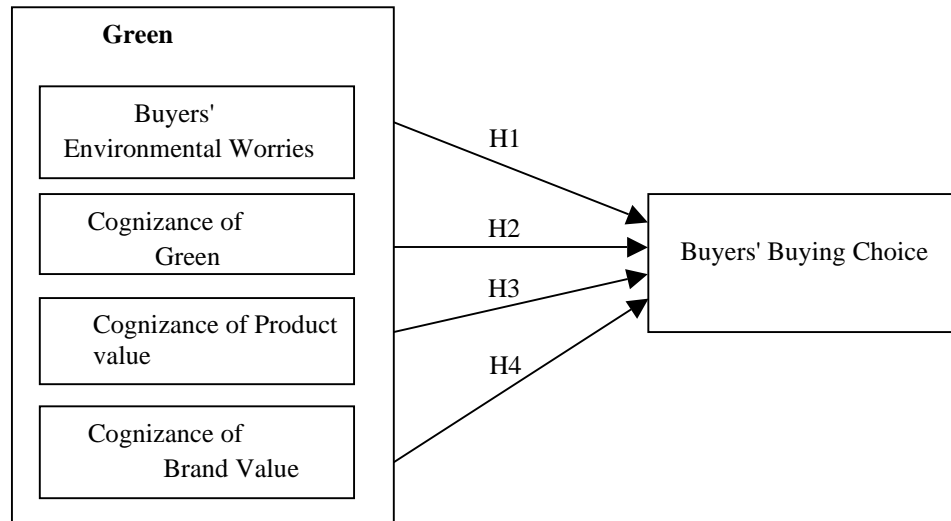 Green
Buyers'
Environmental Worries
Cognizance of
Green
Cognizance of Product
value
Cognizance of
Brand Value
H1
H2
H3
H4
Buyers' Buying Choice